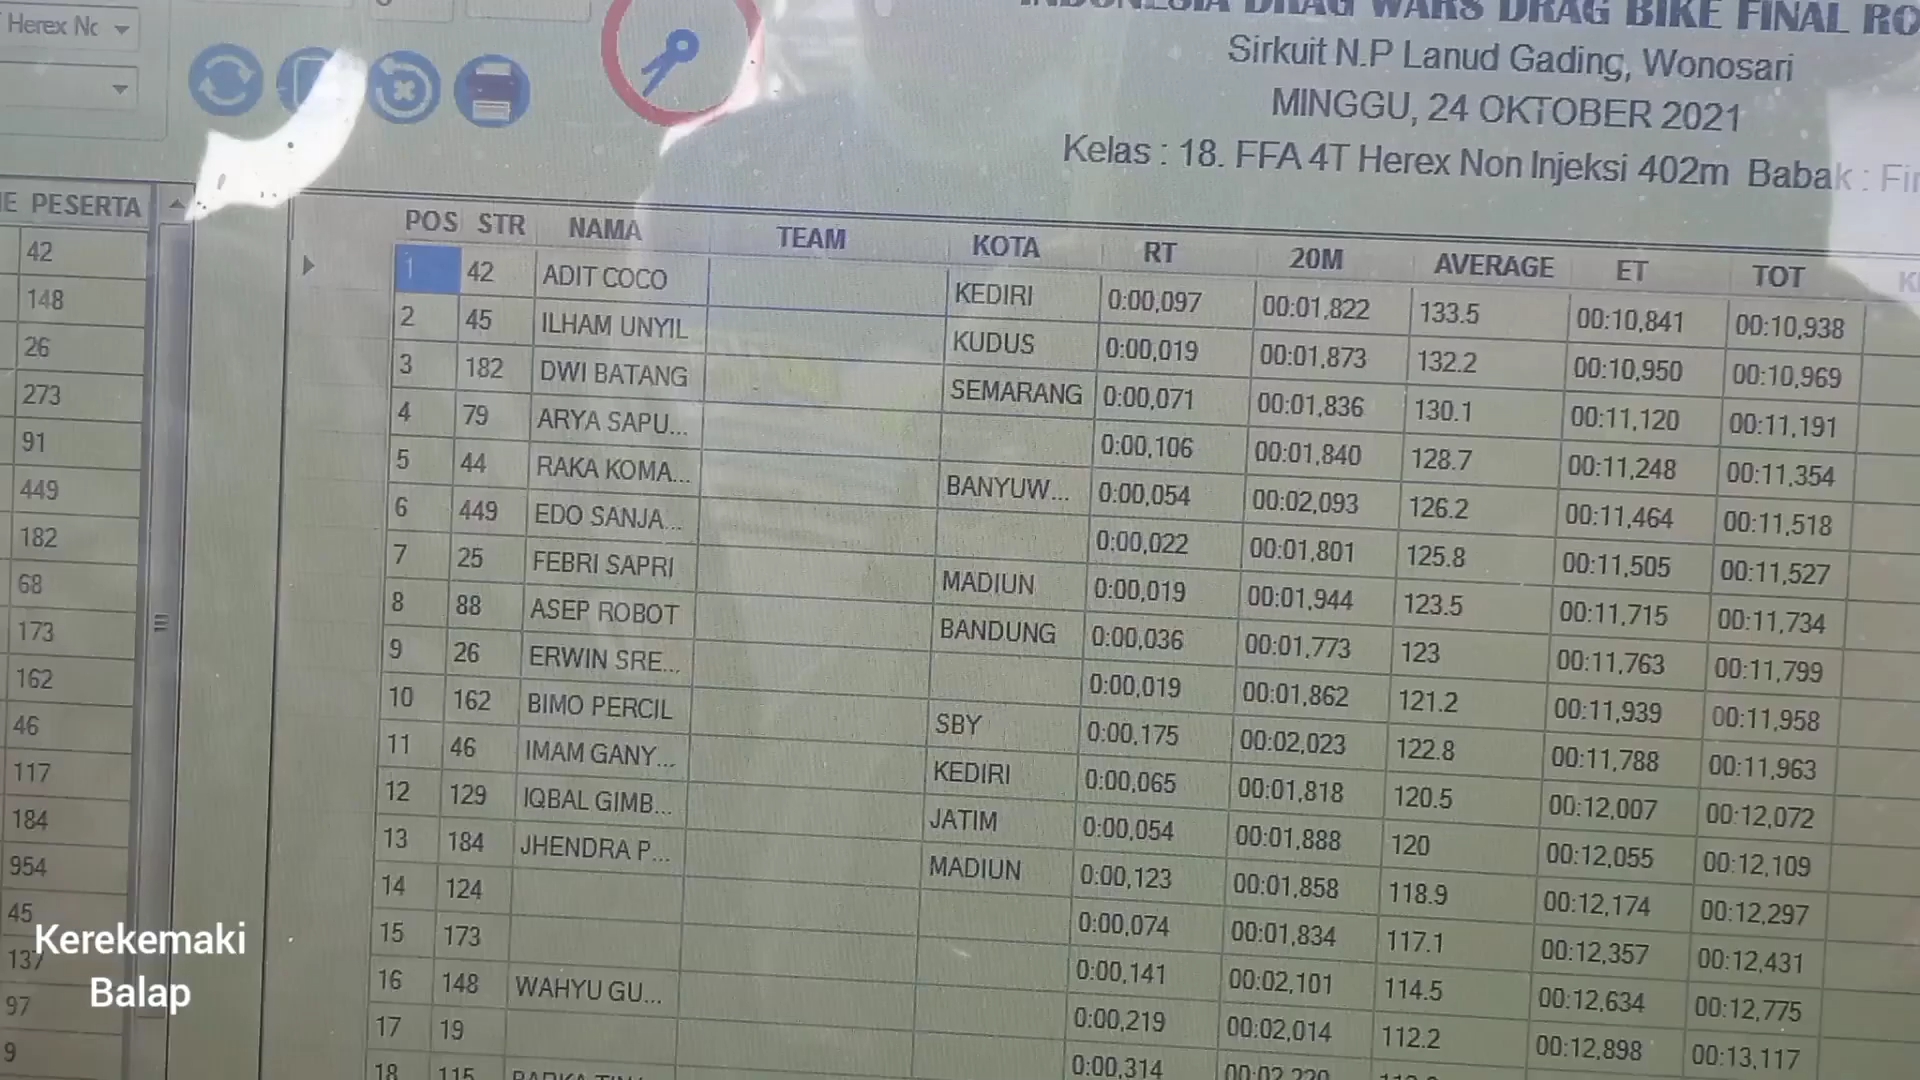 Herex Nc
INDONESIA DRAG WARS DRAG BIKE FINAL RO
Sirkuit N.P Lanud Gading, Wonosari
MINGGU, 24 OKTOBER 2021
Kelas : 18. FFA 4T Herex Non Injeksi 402m Babak : Fin
PESERTA
42
148
26
273
91
449
182
68
173
162
46
117
184
954
45
137
97
9
POS STR NAMA TEAM KOTA RT 20M AVERAGE ET TOT
1 42 ADIT COCO KEDIRI 0:00,097 00:01,822 133.5 00:10,841 00:10,938
2 45 ILHAM UNYIL KUDUS 0:00,019 00:01,873 132.2 00:10,950 00:10,969
3 182 DWI BATANG SEMARANG 0:00,071 00:01,836 130.1 00:11,120 00:11,191
4 79 ARYA SAPU... 0:00,106 00:01,840 128.7 00:11,248 00:11,354
5 44 RAKA KOMA... BANYUW... 0:00,054 00:02,093 126.2 00:11,464 00:11,518
6 449 EDO SANJA... 0:00,022 00:01,801 125.8 00:11,505 00:11,527
7 25 FEBRI SAPRI MADIUN 0:00,019 00:01,944 123.5 00:11,715 00:11,734
8 88 ASEP ROBOT BANDUNG 0:00,036 00:01,773 123 00:11,763 00:11,799
9 26 ERWIN SRE... 0:00,019 00:01,862 121.2 00:11,939 00:11,958
10 162 BIMO PERCIL SBY 0:00,175 00:02,023 122.8 00:11,788 00:11,963
11 46 IMAM GANY... KEDIRI 0:00,065 00:01,818 120.5 00:12,007 00:12,072
12 129 IQBAL GIMB... JATIM 0:00,054 00:01,888 120 00:12,055 00:12,109
13 184 JHENDRA P... MADIUN 0:00,123 00:01,858 118.9 00:12,174 00:12,297
14 124 0:00,074 00:01,834 117.1 00:12,357 00:12,431
15 173 0:00,141 00:02,101 114.5 00:12,634 00:12,775
16 148 WAHYU GU... 0:00,219 00:02,014 112.2 00:12,898 00:13,117
17 19 0:00,314
18 115
Kerekemaki
Balap